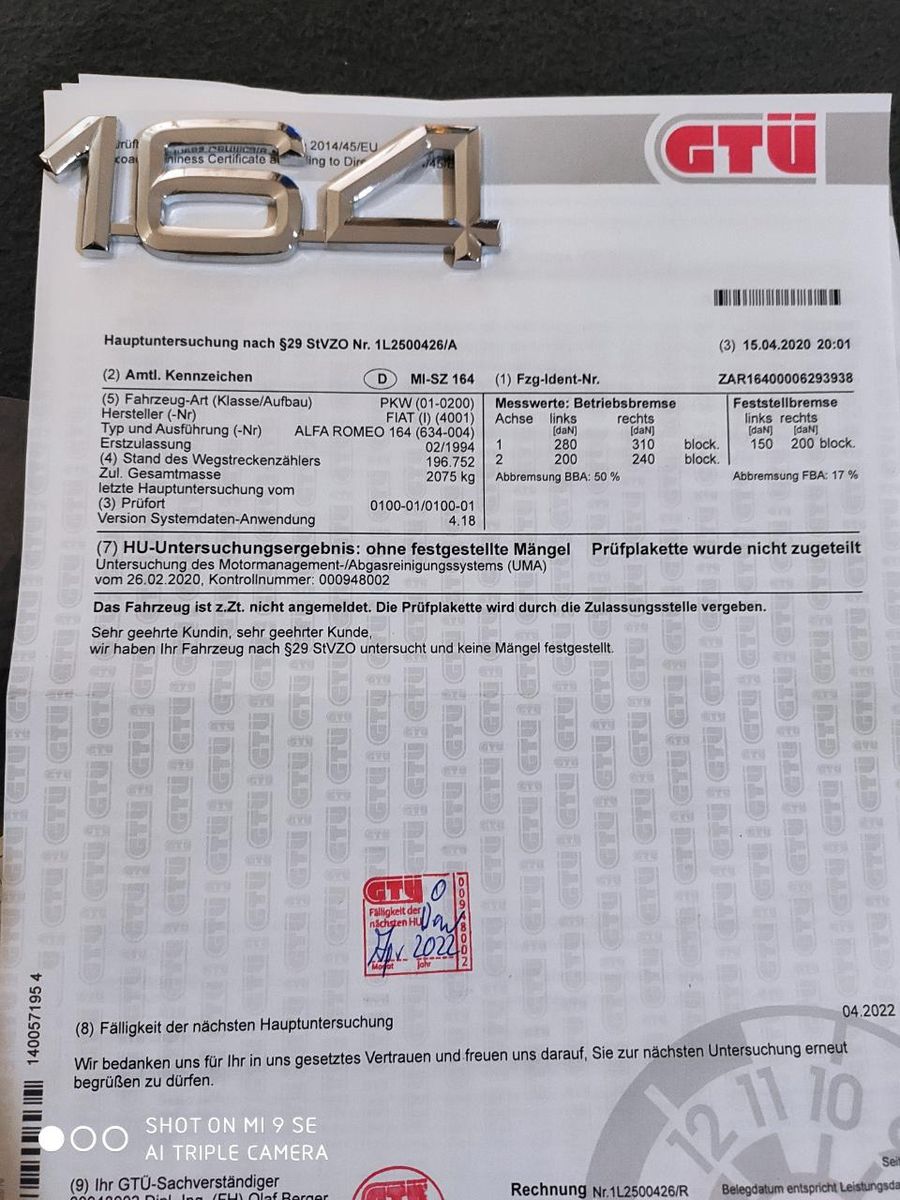 164
2014/45/EU
GTÜ
Hauptuntersuchung nach §29 StVZO Nr. 1L2500426/A
(3) 15.04.2020 20:01
(2) Amtl. Kennzeichen D MI-SZ 164 (1) Fzg-Ident-Nr. ZAR16400006293938
(5) Fahrzeug-Art (Klasse/Aufbau) PKW (01-0200)
Hersteller (-Nr) FIAT (I) (4001)
Typ und Ausführung (-Nr) ALFA ROMEO 164 (634-004)
Erstzulassung 02/1994
(4) Stand des Wegstreckenzählers 196.752
Zul. Gesamtmasse 2075 kg
letzte Hauptuntersuchung vom
(3) Prüfort 0100-01/0100-01
Version Systemdaten-Anwendung 4.18
Messwerte: Betriebsbremse Feststellbremse
Achse links rechts links rechts
[daN] [daN] [daN] [daN]
1 280 310 block. 150 200 block.
2 200 240 block.
Abbremsung BBA: 50 % Abbremsung FBA: 17 %
(7) HU-Untersuchungsergebnis: ohne festgestellte Mängel Prüfplakette wurde nicht zugeteilt
Untersuchung des Motormanagement-/Abgasreinigungssystems (UMA)
vom 26.02.2020, Kontrollnummer: 000948002
Das Fahrzeug ist z.Zt. nicht angemeldet. Die Prüfplakette wird durch die Zulassungsstelle vergeben.
Sehr geehrte Kundin, sehr geehrter Kunde,
wir haben Ihr Fahrzeug nach §29 StVZO untersucht und keine Mängel festgestellt.
GTÜ
Fälligkeit der
nächsten HU
Apr. 2022
Monat Jahr
00948002
04.2022
(8) Fälligkeit der nächsten Hauptuntersuchung
Wir bedanken uns für Ihr in uns gesetztes Vertrauen und freuen uns darauf, Sie zur nächsten Untersuchung erneut
begrüßen zu dürfen.
140057195 4
12 11 10
SHOT ON MI 9 SE
AI TRIPLE CAMERA
(9) Ihr GTÜ-Sachverständiger
Dipl. Ing. (FH) Olaf Berger
GTÜ
Rechnung Nr.1L2500426/R
Belegdatum entspricht